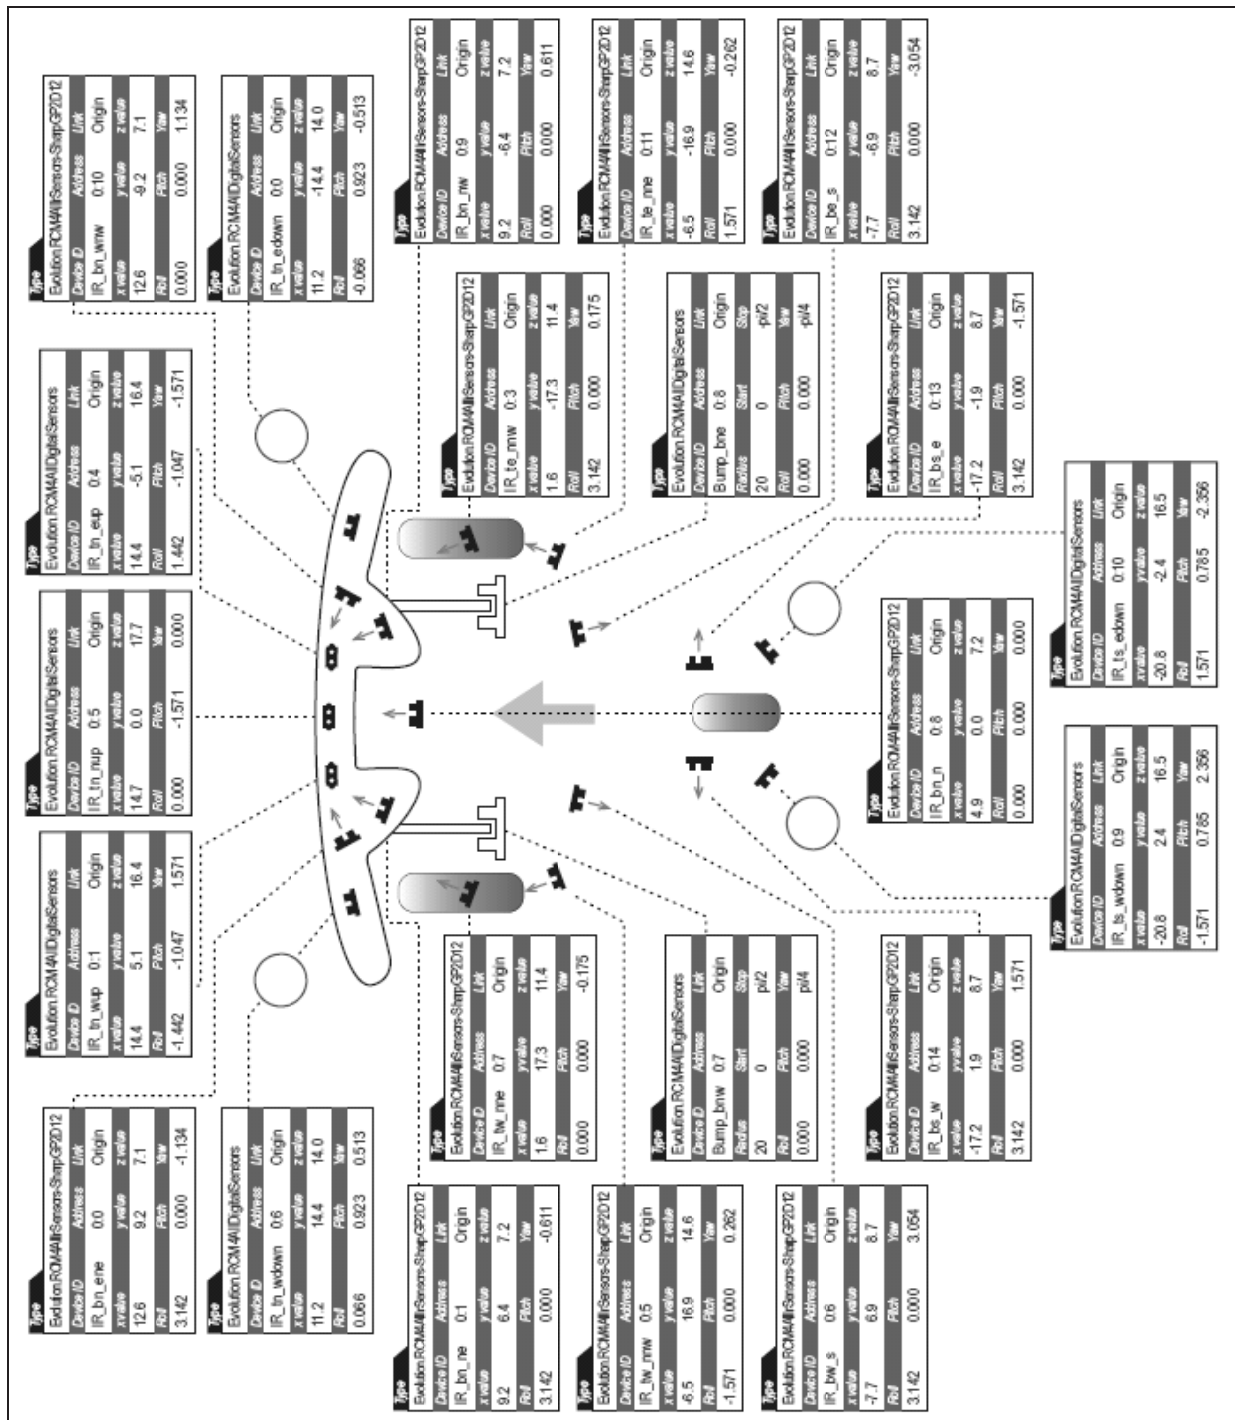 Type
Evolution.RCM4AIIrSensors-SharpGP2D12
Device ID Address Link
IR_bn_ene 0:0 Origin
x value y value z value
12.6 9.2 7.1
Roll Pitch Yaw
3.142 0.000 -1.134
Type
Evolution.RCM4AIDigitalSensors
Device ID Address Link
IR_tn_wup 0:1 Origin
x value y value z value
14.4 5.1 16.4
Roll Pitch Yaw
-1.442 -1.047 1.571
Type
Evolution.RCM4AIDigitalSensors
Device ID Address Link
IR_tn_nup 0:5 Origin
x value y value z value
14.7 0.0 17.7
Roll Pitch Yaw
0.000 -1.571 0.000
Type
Evolution.RCM4AIDigitalSensors
Device ID Address Link
IR_tn_eup 0:4 Origin
x value y value z value
14.4 -5.1 16.4
Roll Pitch Yaw
1.442 -1.047 -1.571
Type
Evolution.RCM4AIIrSensors-SharpGP2D12
Device ID Address Link
IR_bn_wnw 0:10 Origin
x value y value z value
12.6 -9.2 7.1
Roll Pitch Yaw
0.000 0.000 1.134
Type
Evolution.RCM4AIDigitalSensors
Device ID Address Link
IR_tn_wdown 0:6 Origin
x value y value z value
11.2 14.4 14.0
Roll Pitch Yaw
0.066 0.923 0.513
Type
Evolution.RCM4AIDigitalSensors
Device ID Address Link
IR_tn_edown 0:0 Origin
x value y value z value
11.2 -14.4 14.0
Roll Pitch Yaw
-0.066 0.923 -0.513
Type
Evolution.RCM4AIIrSensors-SharpGP2D12
Device ID Address Link
IR_bn_ne 0:1 Origin
x value y value z value
9.2 6.4 7.2
Roll Pitch Yaw
3.142 0.000 -0.611
Type
Evolution.RCM4AIIrSensors-SharpGP2D12
Device ID Address Link
IR_bn_nw 0:9 Origin
x value y value z value
9.2 -6.4 7.2
Roll Pitch Yaw
0.000 0.000 0.611
Type
Evolution.RCM4AIIrSensors-SharpGP2D12
Device ID Address Link
IR_tw_nne 0:7 Origin
x value y value z value
1.6 17.3 11.4
Roll Pitch Yaw
0.000 0.000 -0.175
Type
Evolution.RCM4AIIrSensors-SharpGP2D12
Device ID Address Link
IR_te_nnw 0:3 Origin
x value y value z value
1.6 -17.3 11.4
Roll Pitch Yaw
3.142 0.000 0.175
Type
Evolution.RCM4AIIrSensors-SharpGP2D12
Device ID Address Link
IR_tw_nnw 0:5 Origin
x value y value z value
-6.5 16.9 14.6
Roll Pitch Yaw
-1.571 0.000 0.262
Type
Evolution.RCM4AIIrSensors-SharpGP2D12
Device ID Address Link
IR_te_nne 0:11 Origin
x value y value z value
-6.5 -16.9 14.6
Roll Pitch Yaw
1.571 0.000 -0.262
Type
Evolution.RCM4AIDigitalSensors
Device ID Address Link
Bump_bnw 0:7 Origin
Radius Start Stop
20 0 pi/2
Roll Pitch Yaw
0.000 0.000 pi/4
Type
Evolution.RCM4AIDigitalSensors
Device ID Address Link
Bump_bne 0:8 Origin
Radius Start Stop
20 0 -pi/2
Roll Pitch Yaw
0.000 0.000 -pi/4
Type
Evolution.RCM4AIIrSensors-SharpGP2D12
Device ID Address Link
IR_bw_s 0:6 Origin
x value y value z value
-7.7 6.9 8.7
Roll Pitch Yaw
3.142 0.000 3.054
Type
Evolution.RCM4AIIrSensors-SharpGP2D12
Device ID Address Link
IR_be_s 0:12 Origin
x value y value z value
-7.7 -6.9 8.7
Roll Pitch Yaw
3.142 0.000 -3.054
Type
Evolution.RCM4AIIrSensors-SharpGP2D12
Device ID Address Link
IR_bs_w 0:14 Origin
x value y value z value
-17.2 1.9 8.7
Roll Pitch Yaw
3.142 0.000 1.571
Type
Evolution.RCM4AIIrSensors-SharpGP2D12
Device ID Address Link
IR_bn_n 0:8 Origin
x value y value z value
4.9 0.0 7.2
Roll Pitch Yaw
0.000 0.000 0.000
Type
Evolution.RCM4AIIrSensors-SharpGP2D12
Device ID Address Link
IR_bs_e 0:13 Origin
x value y value z value
-17.2 -1.9 8.7
Roll Pitch Yaw
3.142 0.000 -1.571
Type
Evolution.RCM4AIDigitalSensors
Device ID Address Link
IR_ts_wdown 0:9 Origin
x value y value z value
-20.8 2.4 16.5
Roll Pitch Yaw
-1.571 0.785 2.356
Type
Evolution.RCM4AIDigitalSensors
Device ID Address Link
IR_ts_edown 0:10 Origin
x value y value z value
-20.8 -2.4 16.5
Roll Pitch Yaw
1.571 0.785 -2.356